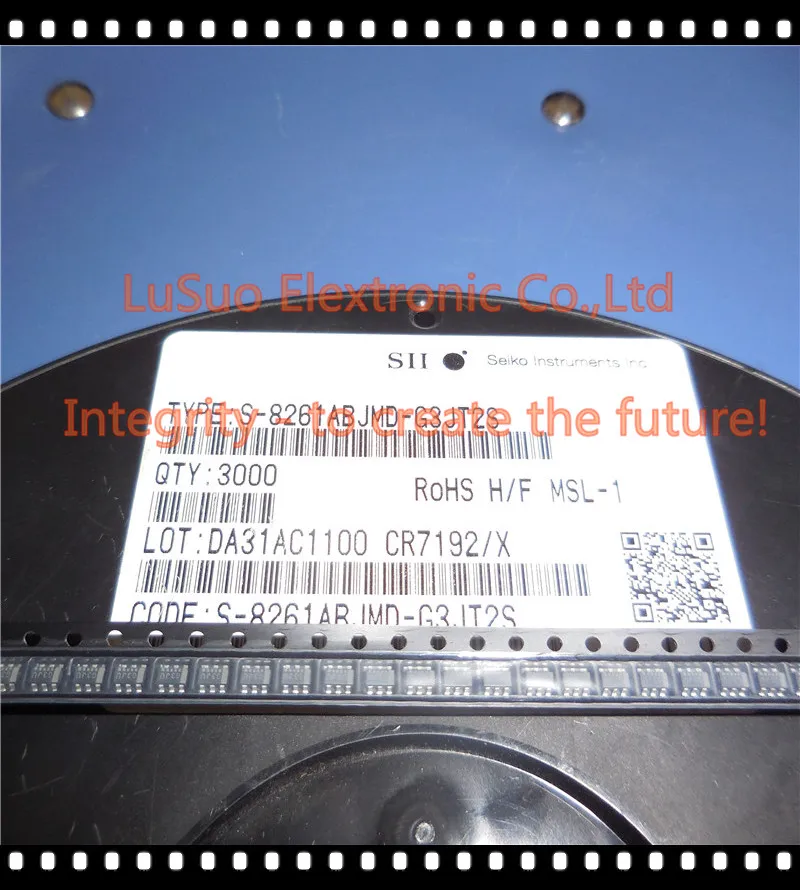 LuSuo Elextronic Co.,Ltd
SII Seiko Instruments Inc
TYPE:S-8261ABJMD-G3JT2S
Integrity - to create the future!
QTY:3000
RoHS H/F MSL-1
LOT:DA31AC1100 CR7192/X
CODE:S-8261ABJMD-G3JT2S